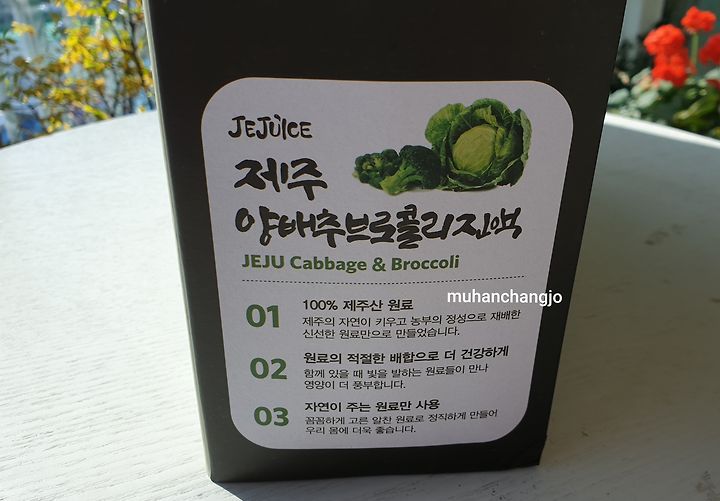 JEJUICE
제주
양배추브로콜리진액
JEJU Cabbage & Broccoli
muhanchangjo
01
100% 제주산 원료
제주의 자연이 키우고 농부의 정성으로 재배한
신선한 원료만으로 만들었습니다.
02
원료의 적절한 배합으로 더 건강하게
함께 있을 때 빛을 발하는 원료들이 만나
영양이 더 풍부합니다.
03
자연이 주는 원료만 사용
꼼꼼하게 고른 알찬 원료로 정직하게 만들어
우리 몸에 더욱 좋습니다.